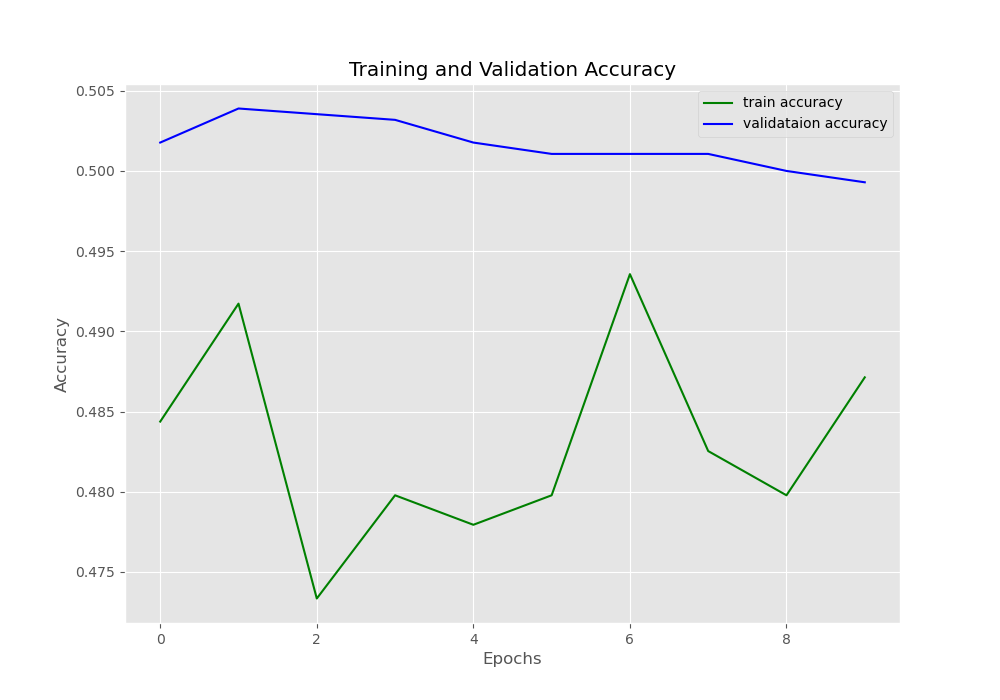 Training and Validation Accuracy
train accuracy
validataion accuracy
0.505
0.500
0.495
0.490
0.485
0.480
0.475
Accuracy
0 2 4 6 8
Epochs